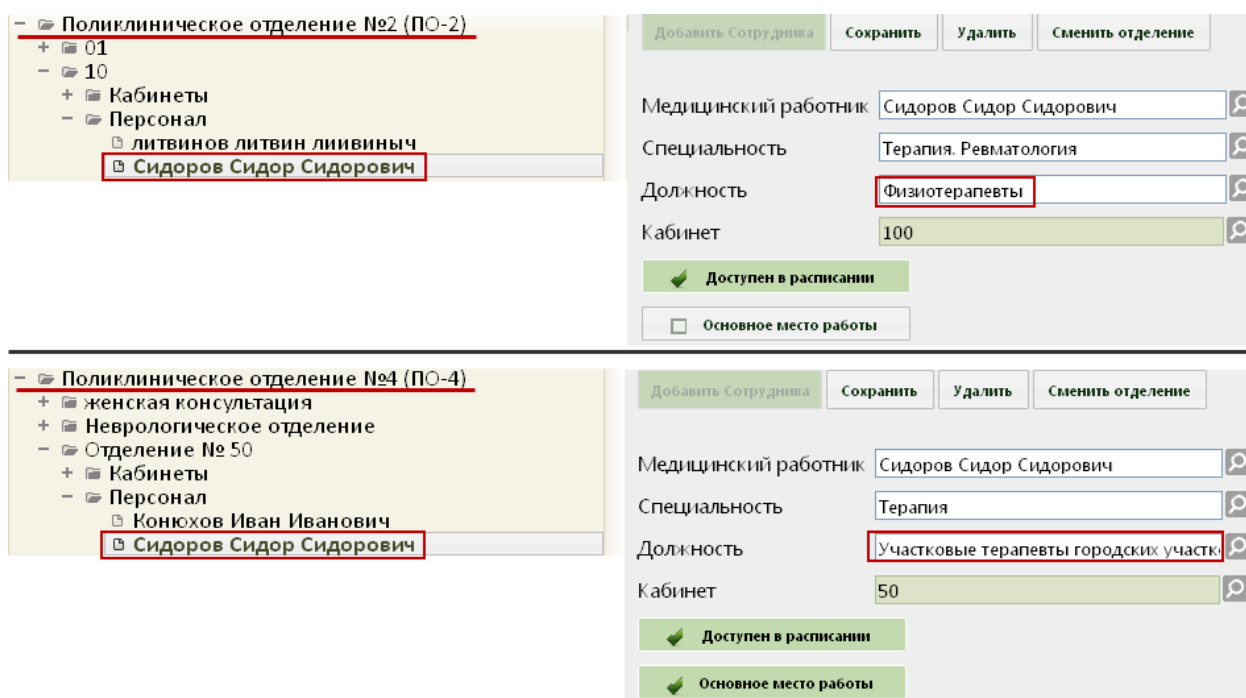 Поликлиническое отделение №2 (ПО-2)
01
10
Кабинеты
Персонал
литвинов литвин лиивиныч
Сидоров Сидор Сидорович
Добавить Сотрудника Сохранить Удалить Сменить отделение
Медицинский работник Сидоров Сидор Сидорович
Специальность Терапия. Ревматология
Должность Физиотерапевты
Кабинет 100
Доступен в расписании
Основное место работы
Поликлиническое отделение №4 (ПО-4)
женская консультация
Неврологическое отделение
Отделение № 50
Кабинеты
Персонал
Конюхов Иван Иванович
Сидоров Сидор Сидорович
Добавить Сотрудника Сохранить Удалить Сменить отделение
Медицинский работник Сидоров Сидор Сидорович
Специальность Терапия
Должность Участковые терапевты городских участк
Кабинет 50
Доступен в расписании
Основное место работы